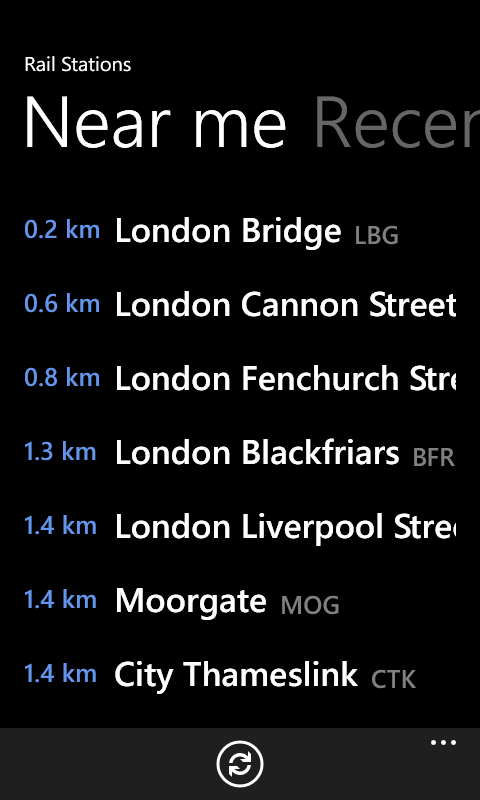 Rail Stations
Near me Recen
0.2 km London Bridge LBG
0.6 km London Cannon Street
0.8 km London Fenchurch Stre
1.3 km London Blackfriars BFR
1.4 km London Liverpool Stree
1.4 km Moorgate MOG
1.4 km City Thameslink CTK